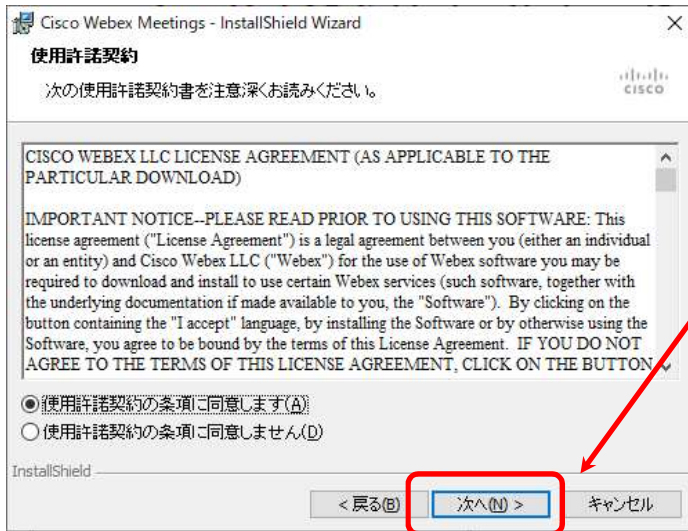 Cisco Webex Meetings - InstallShield Wizard
使用許諾契約
次の使用許諾契約書を注意深くお読みください。
CISCO
CISCO WEBEX LLC LICENSE AGREEMENT (AS APPLICABLE TO THE
PARTICULAR DOWNLOAD)
IMPORTANT NOTICE--PLEASE READ PRIOR TO USING THIS SOFTWARE: This
license agreement ("License Agreement") is a legal agreement between you (either an individual
or an entity) and Cisco Webex LLC ("Webex") for the use of Webex software you may be
required to download and install to use certain Webex services (such software, together with
the underlying documentation if made available to you, the "Software"). By clicking on the
button containing the "I accept" language, by installing the Software or by otherwise using the
Software, you agree to be bound by the terms of this License Agreement. IF YOU DO NOT
AGREE TO THE TERMS OF THIS LICENSE AGREEMENT, CLICK ON THE BUTTON
使用許諾契約の条項に同意します(A)
使用許諾契約の条項に同意しません(D)
InstallShield
< 戻る(B) 次へ(N) > キャンセル